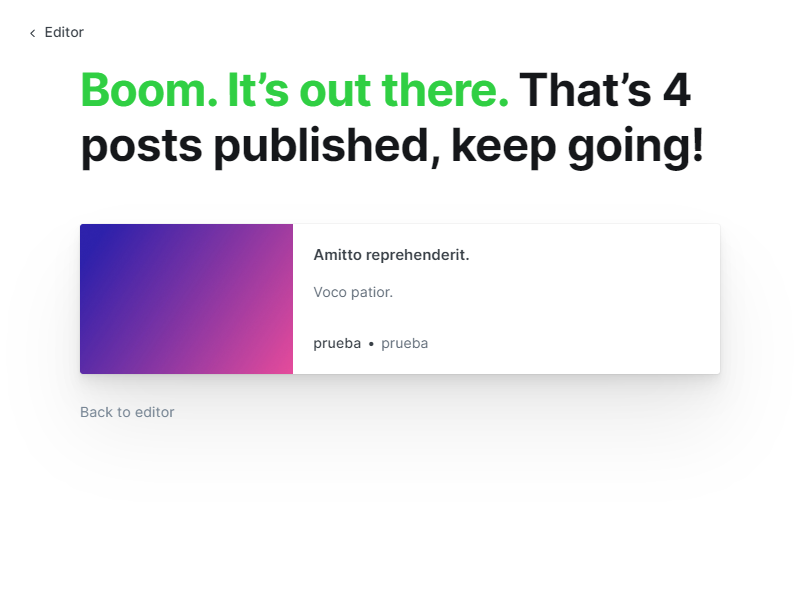 Editor
Boom. It’s out there. That’s 4
posts published, keep going!
Amitto reprehenderit.
Voco patior.
prueba • prueba
Back to editor